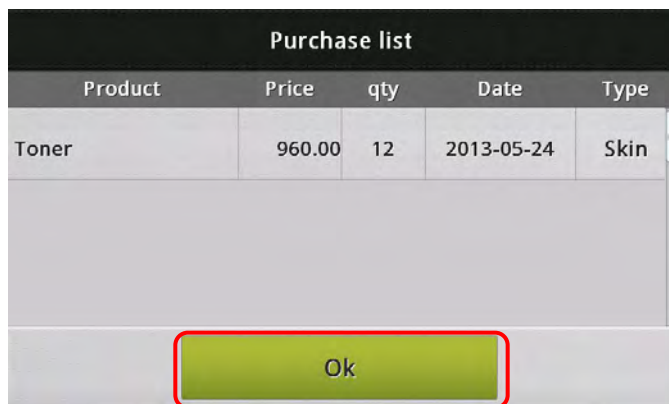 Purchase list
Product Price qty Date Type
Toner 960.00 12 2013-05-24 Skin
Ok